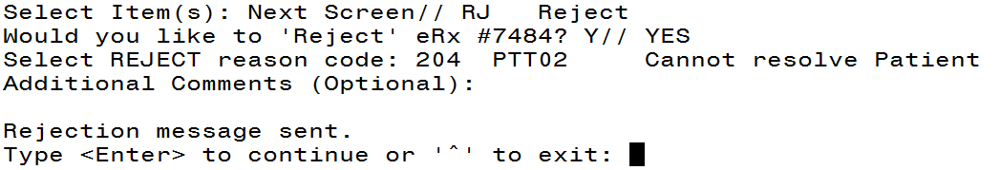 Select Item(s): Next Screen// RJ   Reject
Would you like to 'Reject' eRx #7484? Y// YES
Select REJECT reason code: 204  PTT02     Cannot resolve Patient
Additional Comments (Optional):
Rejection message sent.
Type <Enter> to continue or '^' to exit: